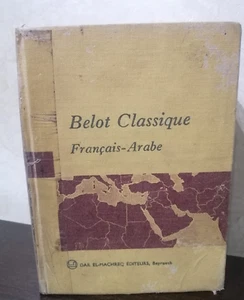 Belot Classique
Français-Arabe
DAR EL-MACHREQ ÉDITEURS, Beyrouth